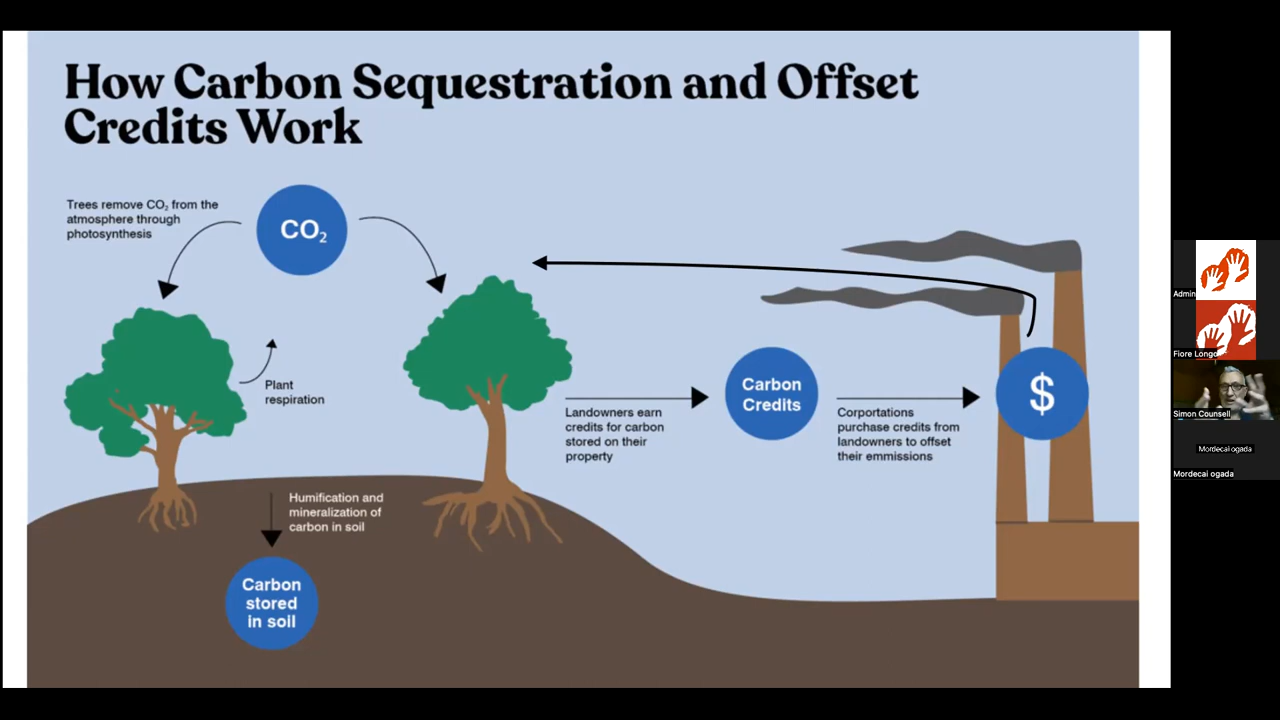 How Carbon Sequestration and Offset
Credits Work
Trees remove CO₂ from the
atmosphere through
photosynthesis
CO₂
Plant
respiration
Landowners earn
credits for carbon
stored on their
property
Carbon
Credits
Corportations
purchase credits from
landowners to offset
their emmissions
$
Humification and
mineralization of
carbon in soil
Carbon
stored
in soil
Admin
Fiore Longo
Simon Counsell
Mordecai ogada
Mordecai ogada